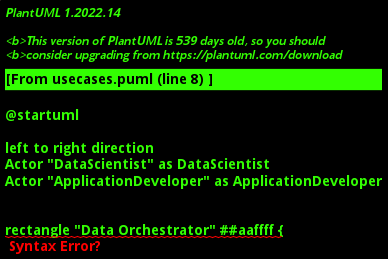 PlantUML 1.2022.14
<b>This version of PlantUML is 539 days old, so you should
<b>consider upgrading from https://plantuml.com/download
[From usecases.puml (line 8) ]
@startuml
left to right direction
Actor "DataScientist" as DataScientist
Actor "ApplicationDeveloper" as ApplicationDeveloper
rectangle "Data Orchestrator" ##aaffff {
Syntax Error?